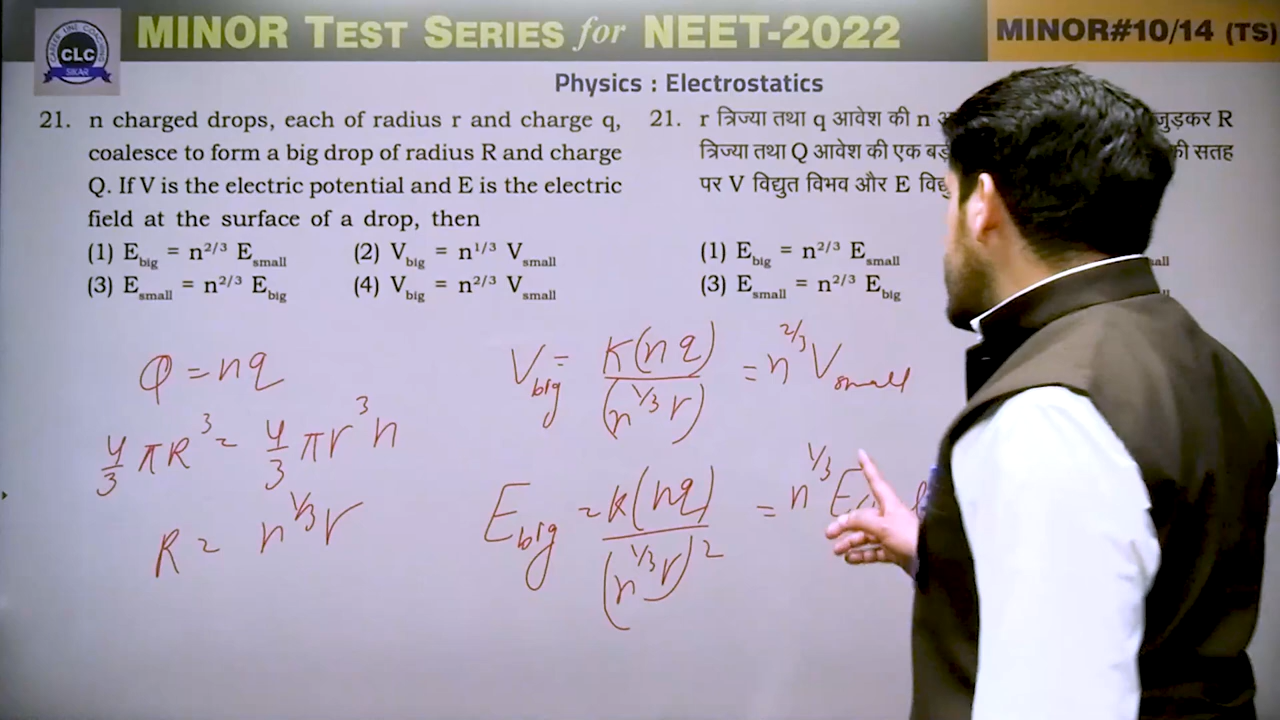 CAREER LINE COACHING
CLC
SIKAR
MINOR TEST SERIES for NEET-2022
MINOR#10/14 (TS)
Physics : Electrostatics
21. n charged drops, each of radius r and charge q,
coalesce to form a big drop of radius R and charge
Q. If V is the electric potential and E is the electric
field at the surface of a drop, then
(1) E_big = n^2/3 E_small (2) V_big = n^1/3 V_small
(3) E_small = n^2/3 E_big (4) V_big = n^2/3 V_small
21. r त्रिज्या तथा q आवेश की n जुड़कर R
त्रिज्या तथा Q आवेश की एक की सतह
पर V विद्युत विभव और E
(1) E_big = n^2/3 E_small
(3) E_small = n^2/3 E_big
Q = nq
4/3 πR^3 = 4/3 πr^3 n
R = n^1/3 r
V_big = K(nq)/(n^1/3 r) = n^2/3 V_small
E_big = K(nq)/(n^1/3 r)^2 = n^1/3 E